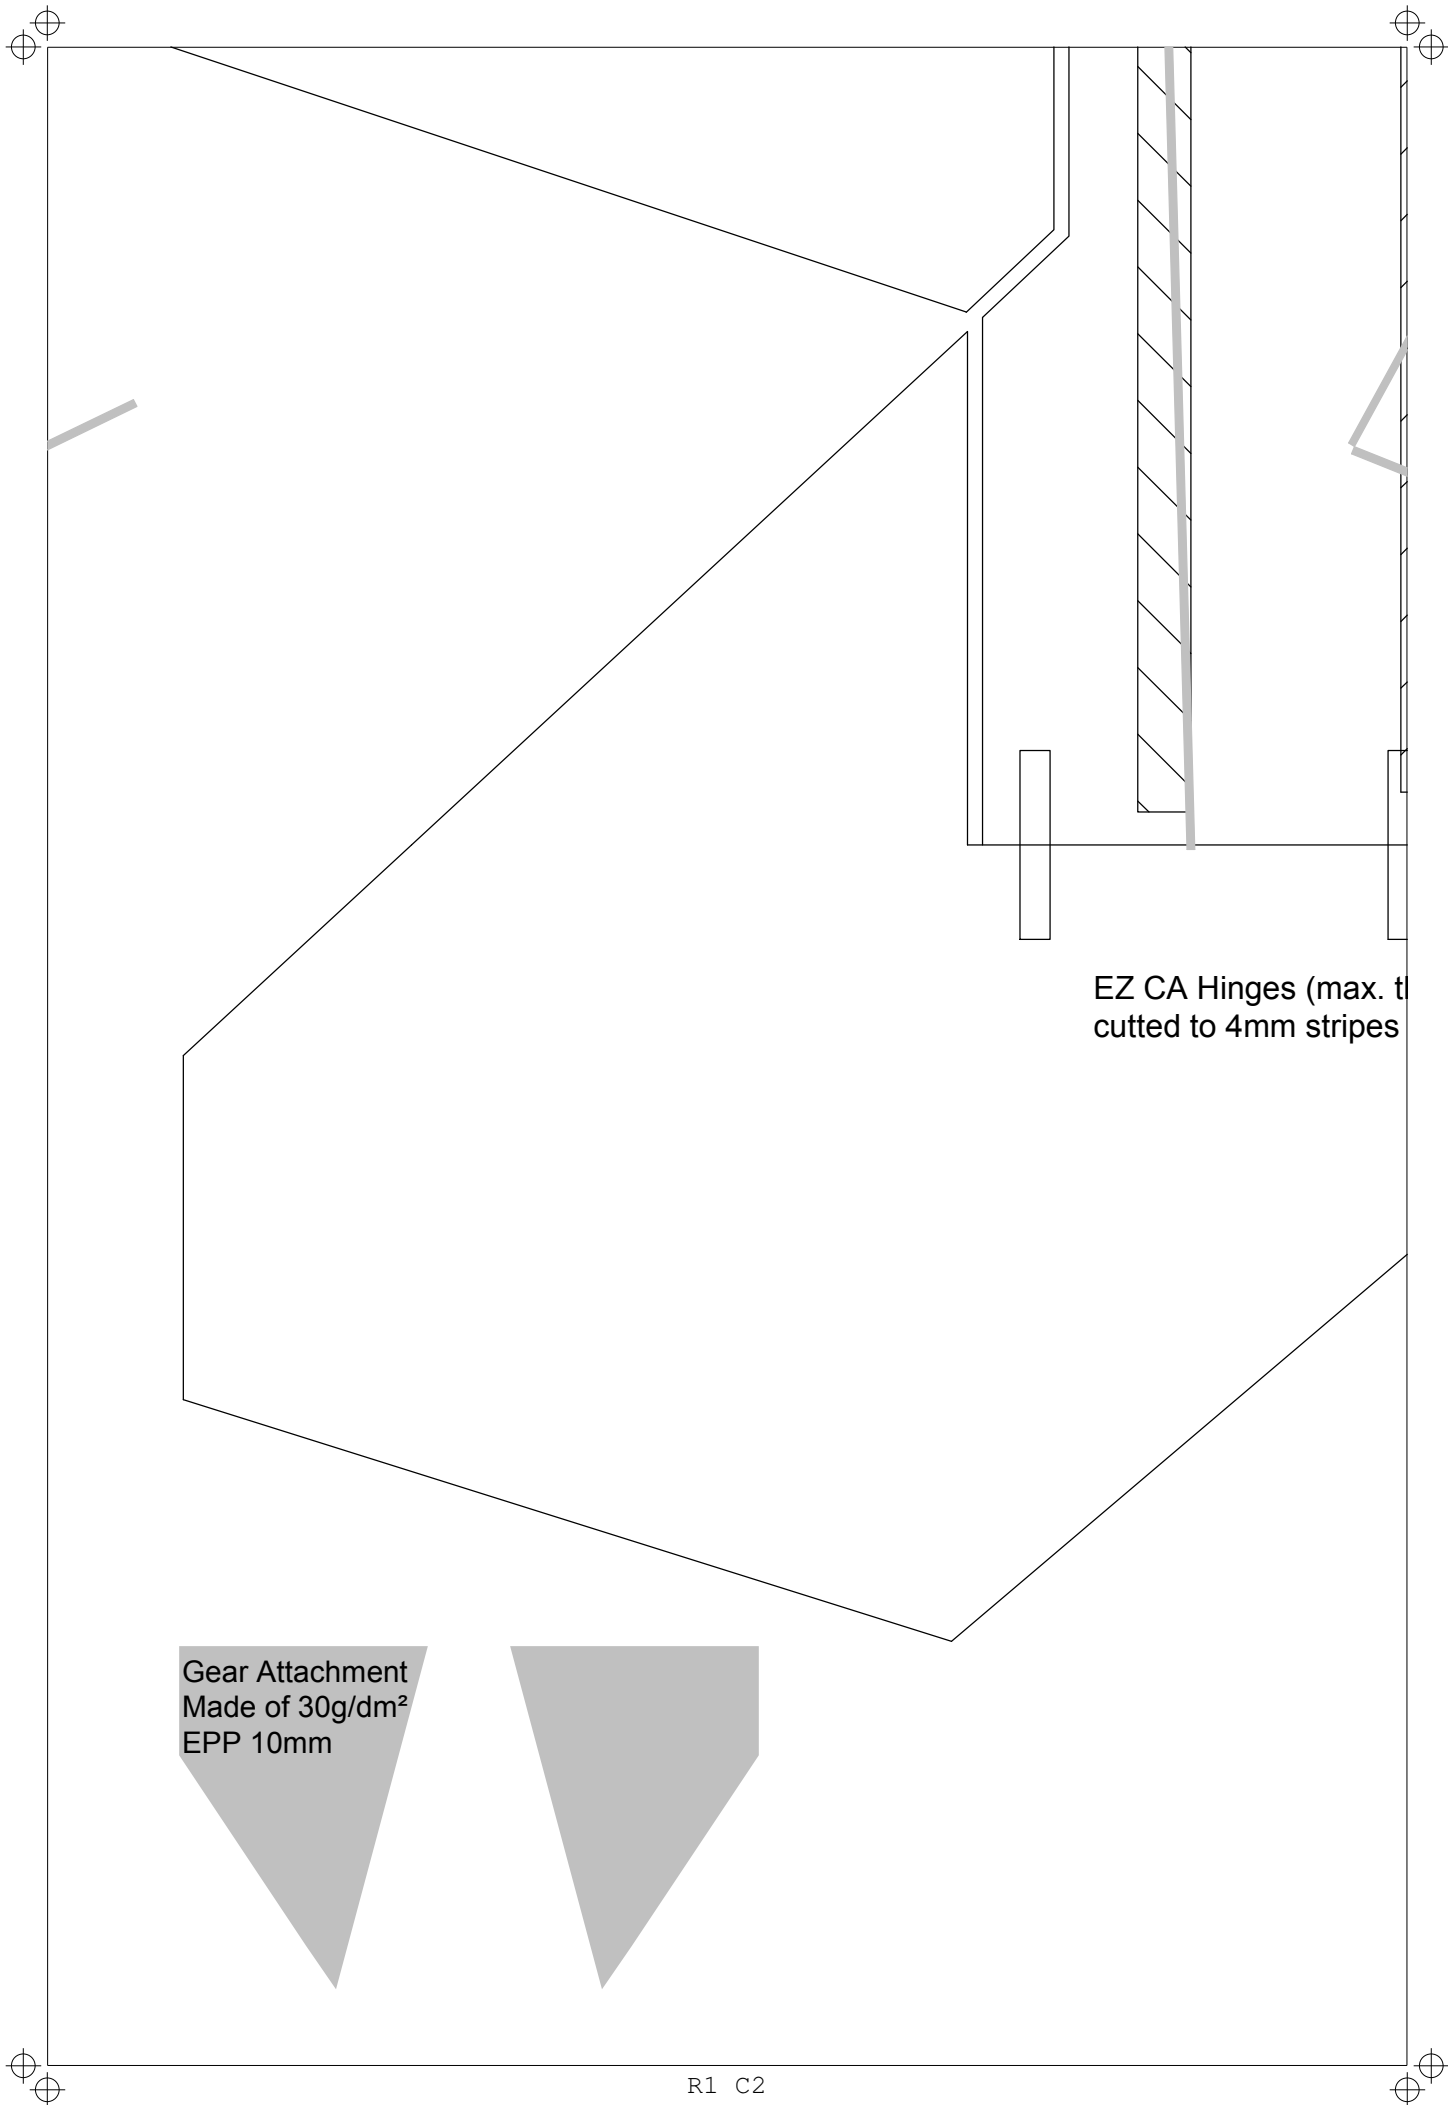 EZ CA Hinges (max.
cutted to 4mm stripes
Gear Attachment
Made of 30g/dm²
EPP 10mm
R1 C2